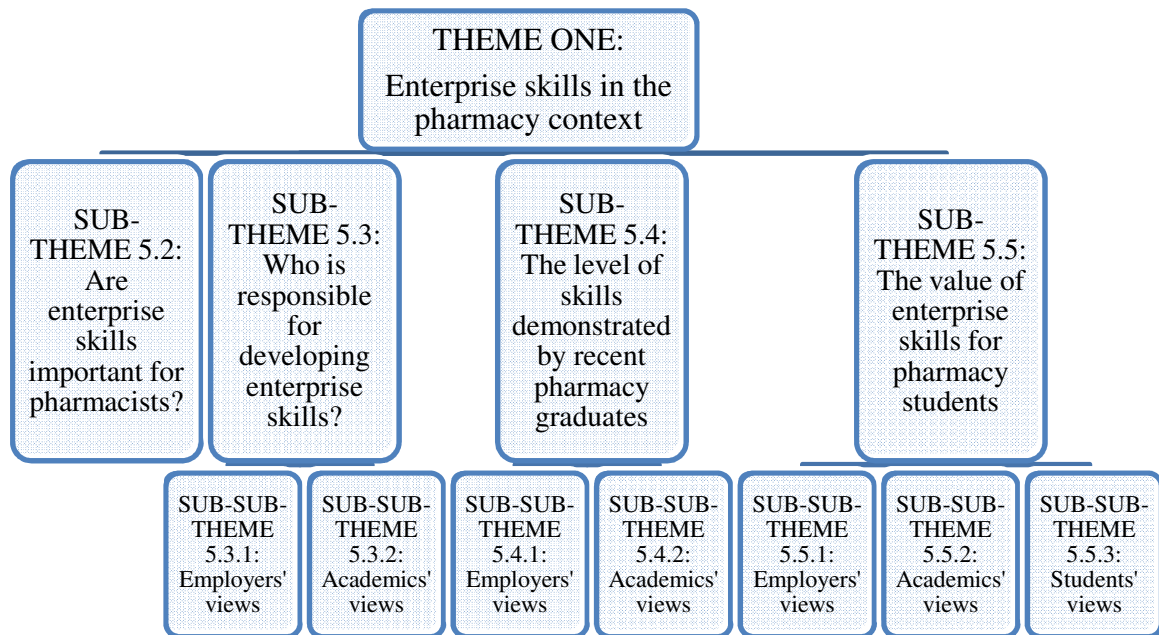 THEME ONE:
Enterprise skills in the
pharmacy context
SUB-
THEME 5.2:
Are
enterprise
skills
important for
pharmacists?
SUB-
THEME 5.3:
Who is
responsible
for
developing
enterprise
skills?
SUB-
THEME 5.4:
The level of
skills
demonstrated
by recent
pharmacy
graduates
SUB-
THEME 5.5:
The value of
enterprise
skills for
pharmacy
students
SUB-SUB-
THEME
5.3.1:
Employers'
views
SUB-SUB-
THEME
5.3.2:
Academics'
views
SUB-SUB-
THEME
5.4.1:
Employers'
views
SUB-SUB-
THEME
5.4.2:
Academics'
views
SUB-SUB-
THEME
5.5.1:
Employers'
views
SUB-SUB-
THEME
5.5.2:
Academics'
views
SUB-SUB-
THEME
5.5.3:
Students'
views